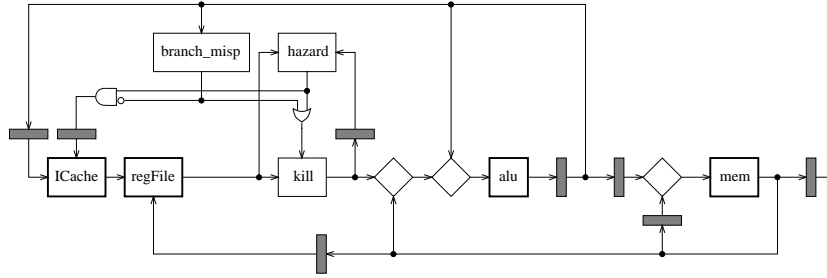 branch_misp
hazard
ICache
regFile
kill
alu
mem